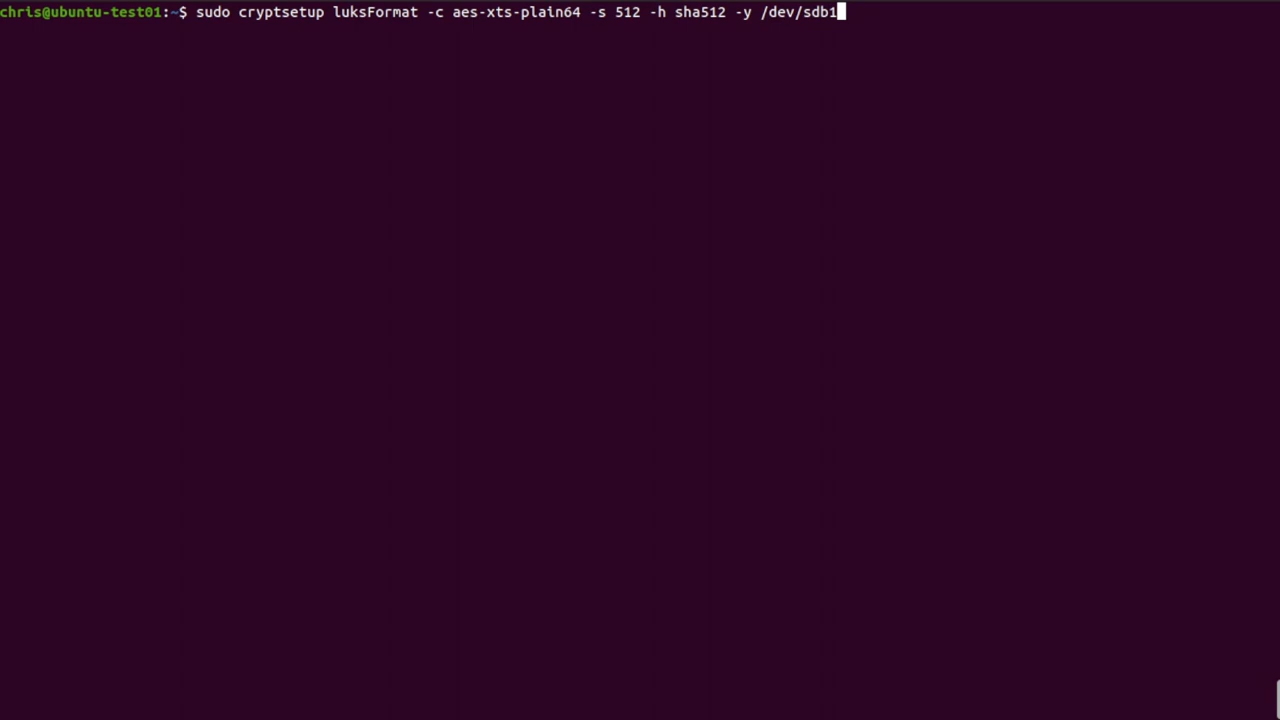 chris@ubuntu-test01:~$ sudo cryptsetup luksFormat -c aes-xts-plain64 -s 512 -h sha512 -y /dev/sdb1